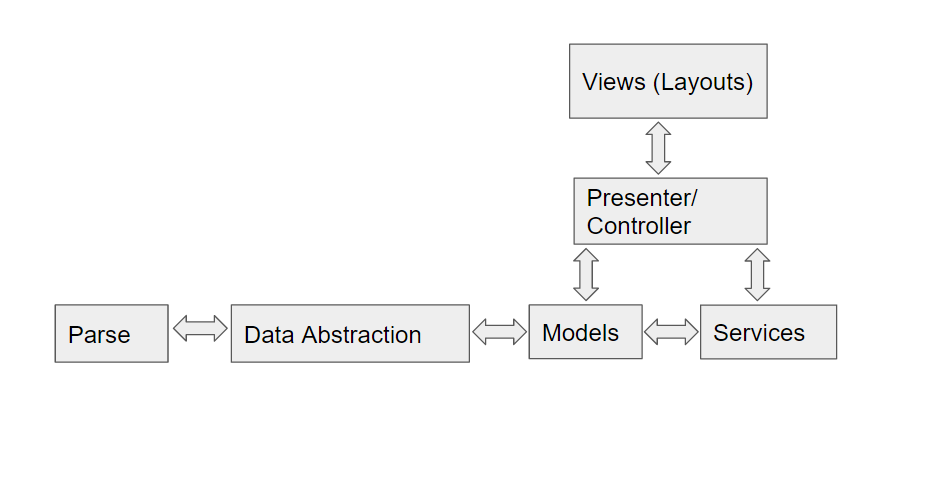 Views (Layouts)
Presenter/
Controller
Parse
Data Abstraction
Models
Services